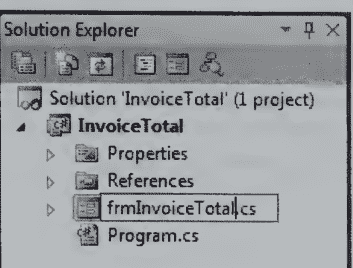 Solution Explorer
Solution 'InvoiceTotal' (1 project)
InvoiceTotal
Properties
References
frmInvoiceTotal.cs
Program.cs